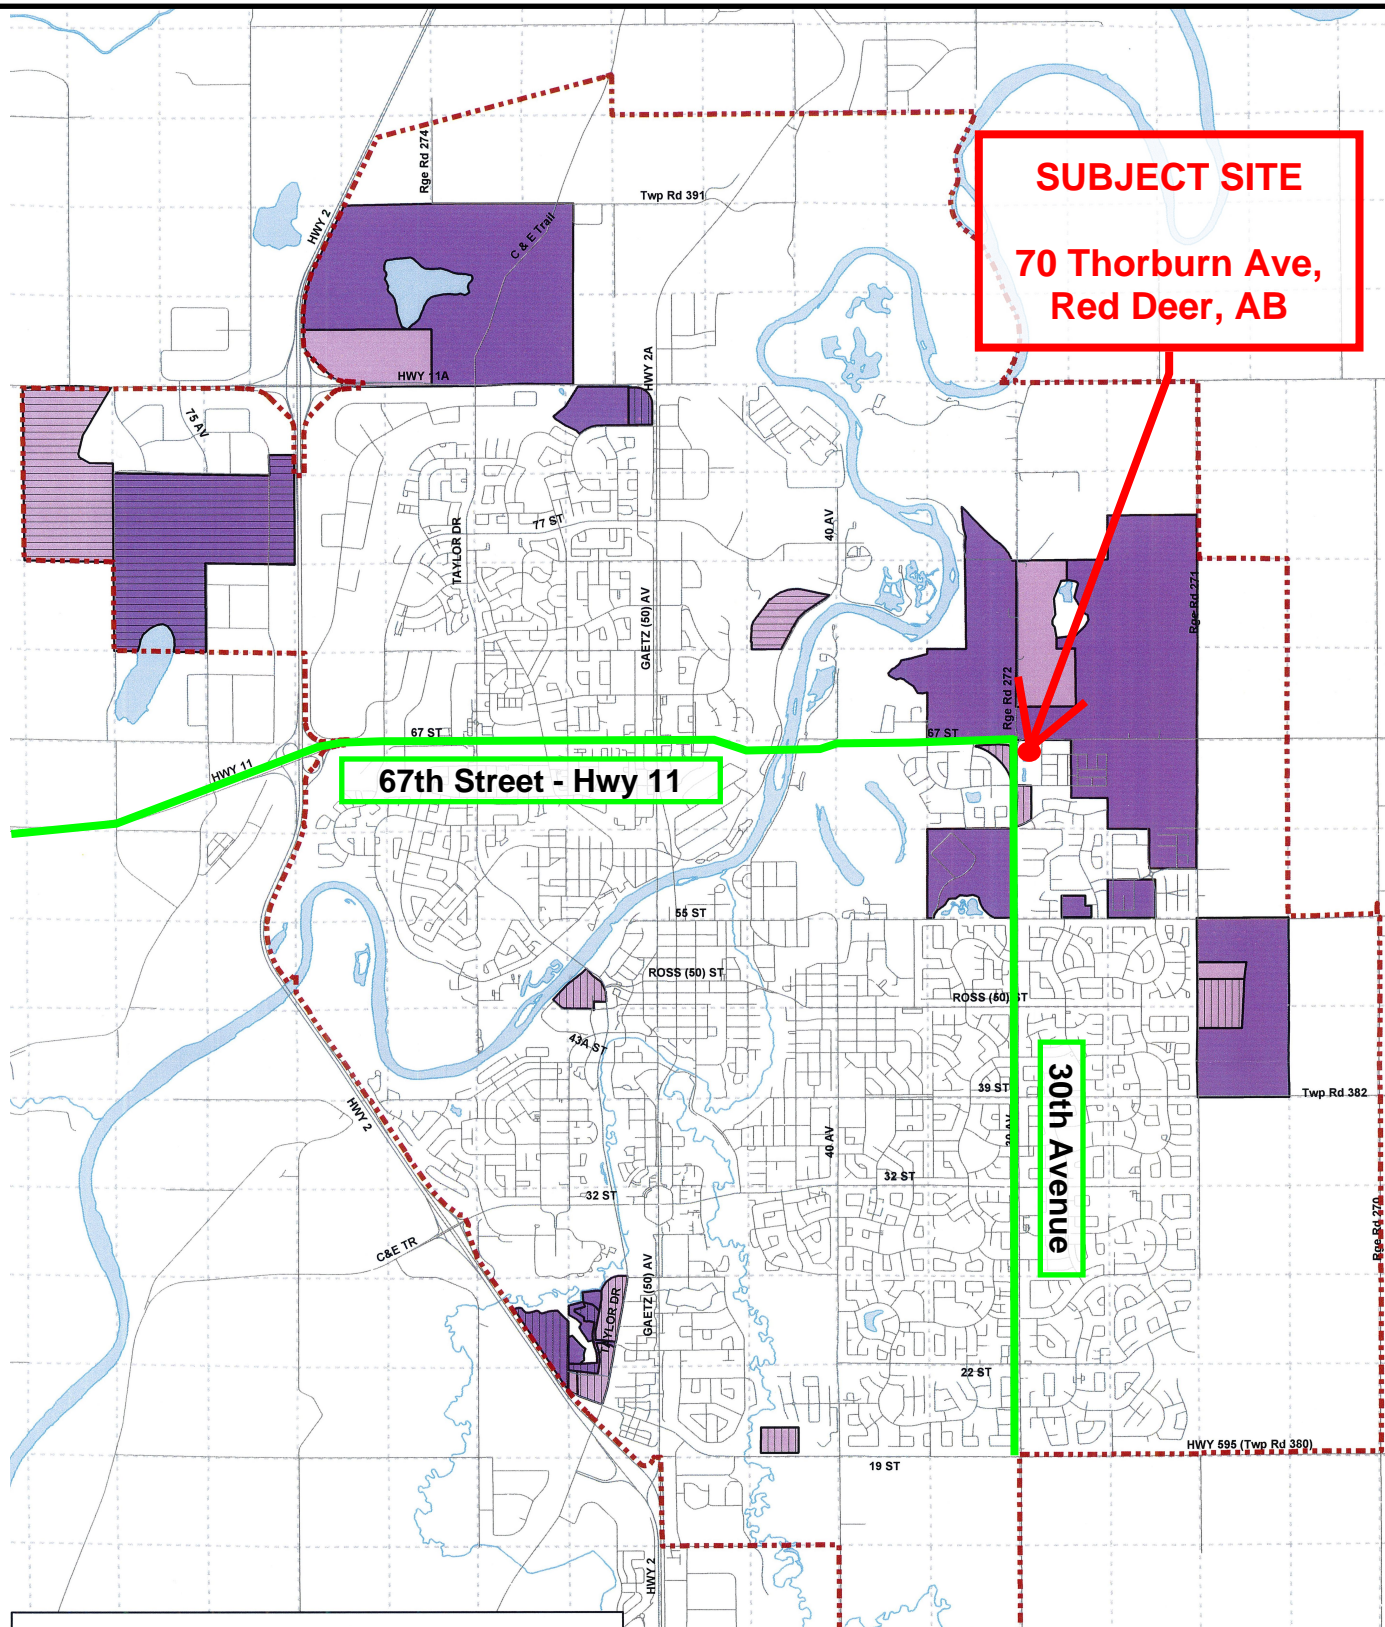 Rge Rd 274
Twp Rd 391
SUBJECT SITE
70 Thorburn Ave,
Red Deer, AB
HWY 2
C & E Trail
HWY 2A
HWY 11A
75 AV
77 ST
TAYLOR DR
40 AV
GAETZ (50) AV
Rge Rd 271
Rge Rd 272
67 ST
67 ST
HWY 11
67th Street - Hwy 11
55 ST
ROSS (50) ST
ROSS (50) ST
43A ST
39 ST
Twp Rd 382
HWY 2
30th Avenue
30 AV
40 AV
32 ST
32 ST
C&E TR
Rge Rd 270
GAETZ (50) AV
TAYLOR DR
22 ST
HWY 595 (Twp Rd 380)
19 ST
HWY 2